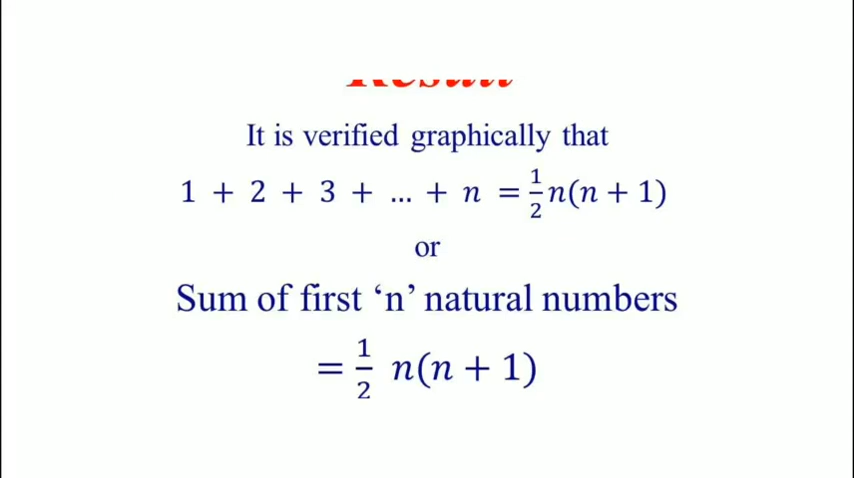 It is verified graphically that
1 + 2 + 3 + ... + n = 1/2 n(n + 1)
or
Sum of first ‘n’ natural numbers
= 1/2 n(n + 1)